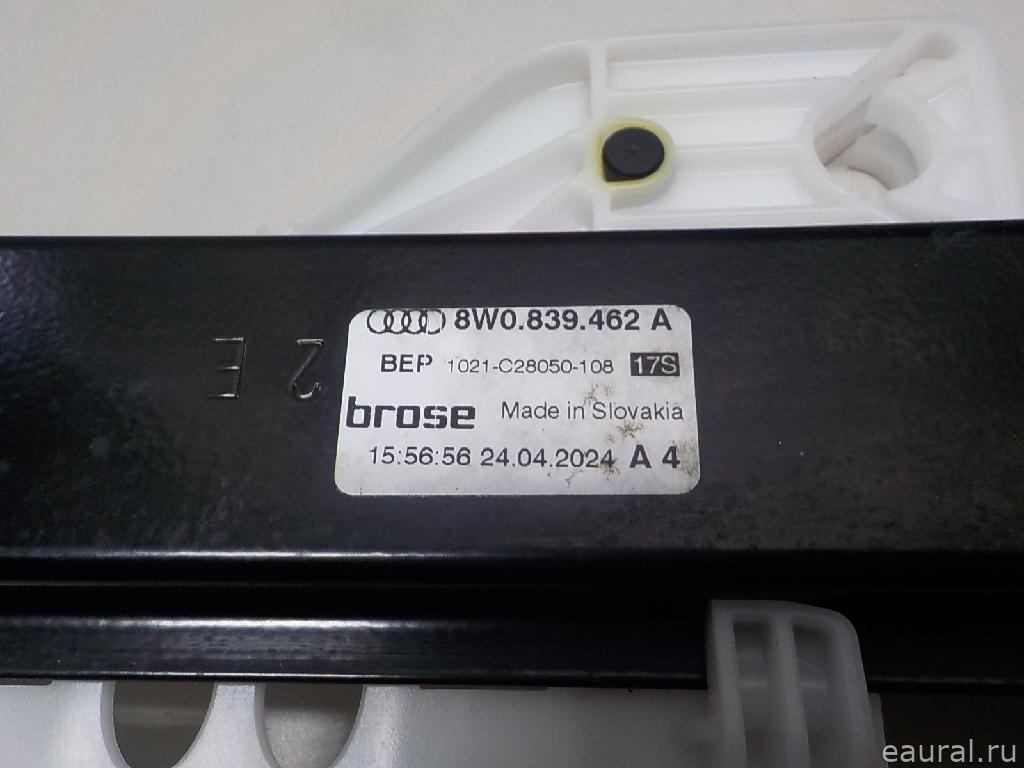 8W0.839.462 A
BEP 1021-C28050-108 17S
brose Made in Slovakia
15:56:56 24.04.2024 A 4
2 E
eaural.ru